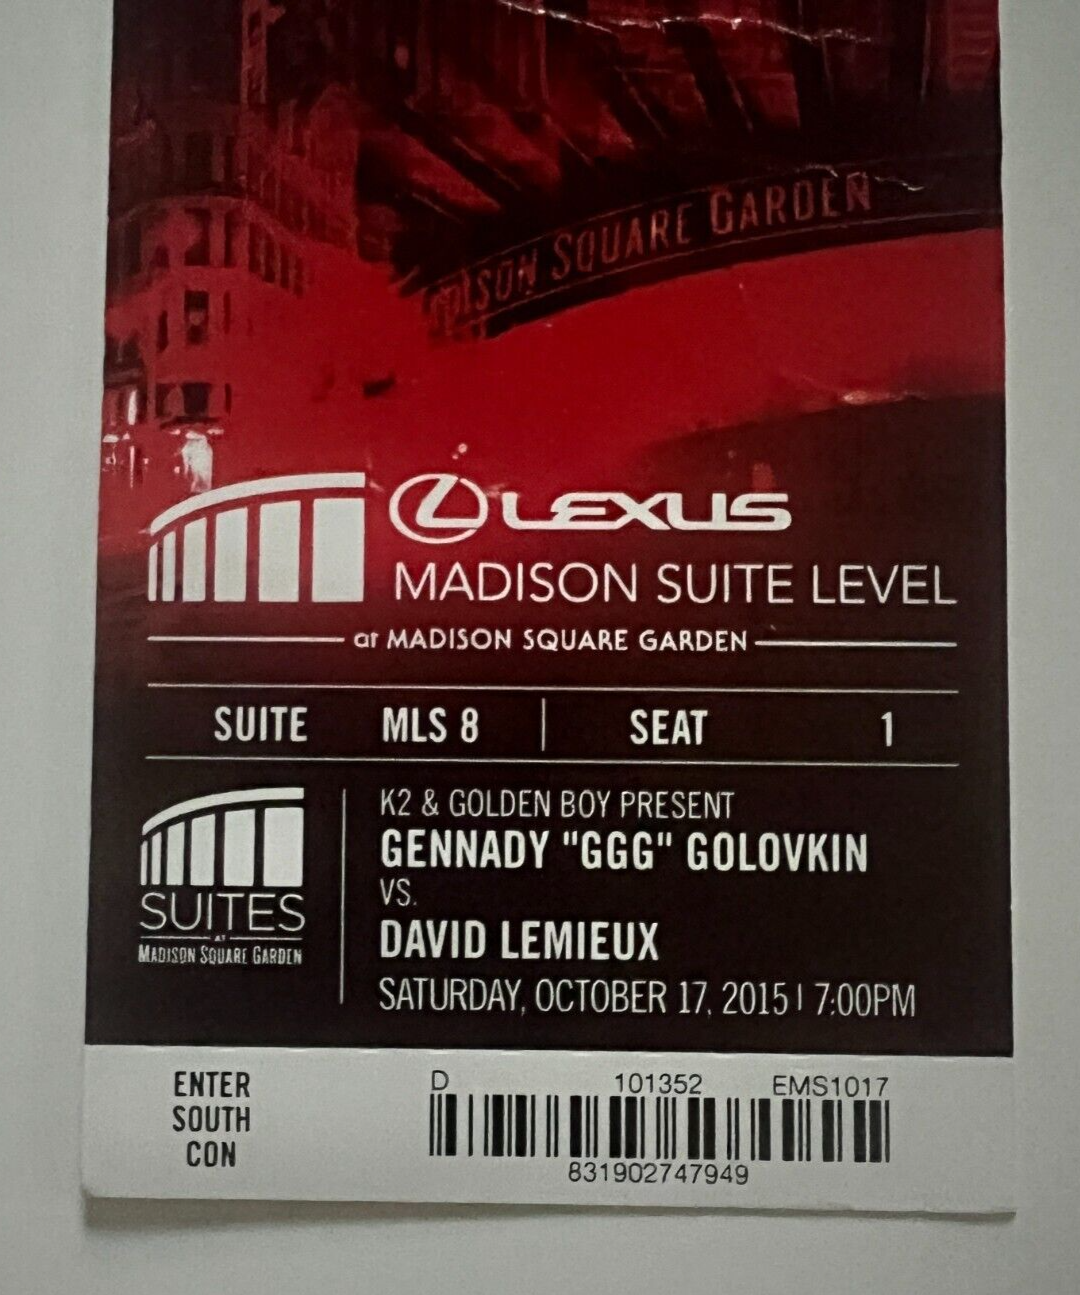 DISON SQUARE GARDEN
LEXUS
MADISON SUITE LEVEL
at MADISON SQUARE GARDEN
SUITE MLS 8 | SEAT 1
K2 & GOLDEN BOY PRESENT
GENNADY "GGG" GOLOVKIN
VS.
DAVID LEMIEUX
SATURDAY, OCTOBER 17, 2015 | 7:00PM
SUITES
AT
MADISON SQUARE GARDEN
ENTER
SOUTH
CON
D 101352 EMS1017
831902747949